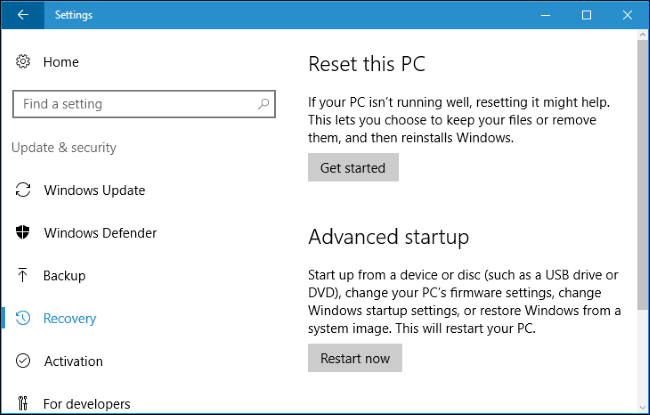 Settings
Home
Find a setting
Update & security
Windows Update
Windows Defender
Backup
Recovery
Activation
For developers
Reset this PC
If your PC isn't running well, resetting it might help.
This lets you choose to keep your files or remove
them, and then reinstalls Windows.
Get started
Advanced startup
Start up from a device or disc (such as a USB drive or
DVD), change your PC's firmware settings, change
Windows startup settings, or restore Windows from a
system image. This will restart your PC.
Restart now